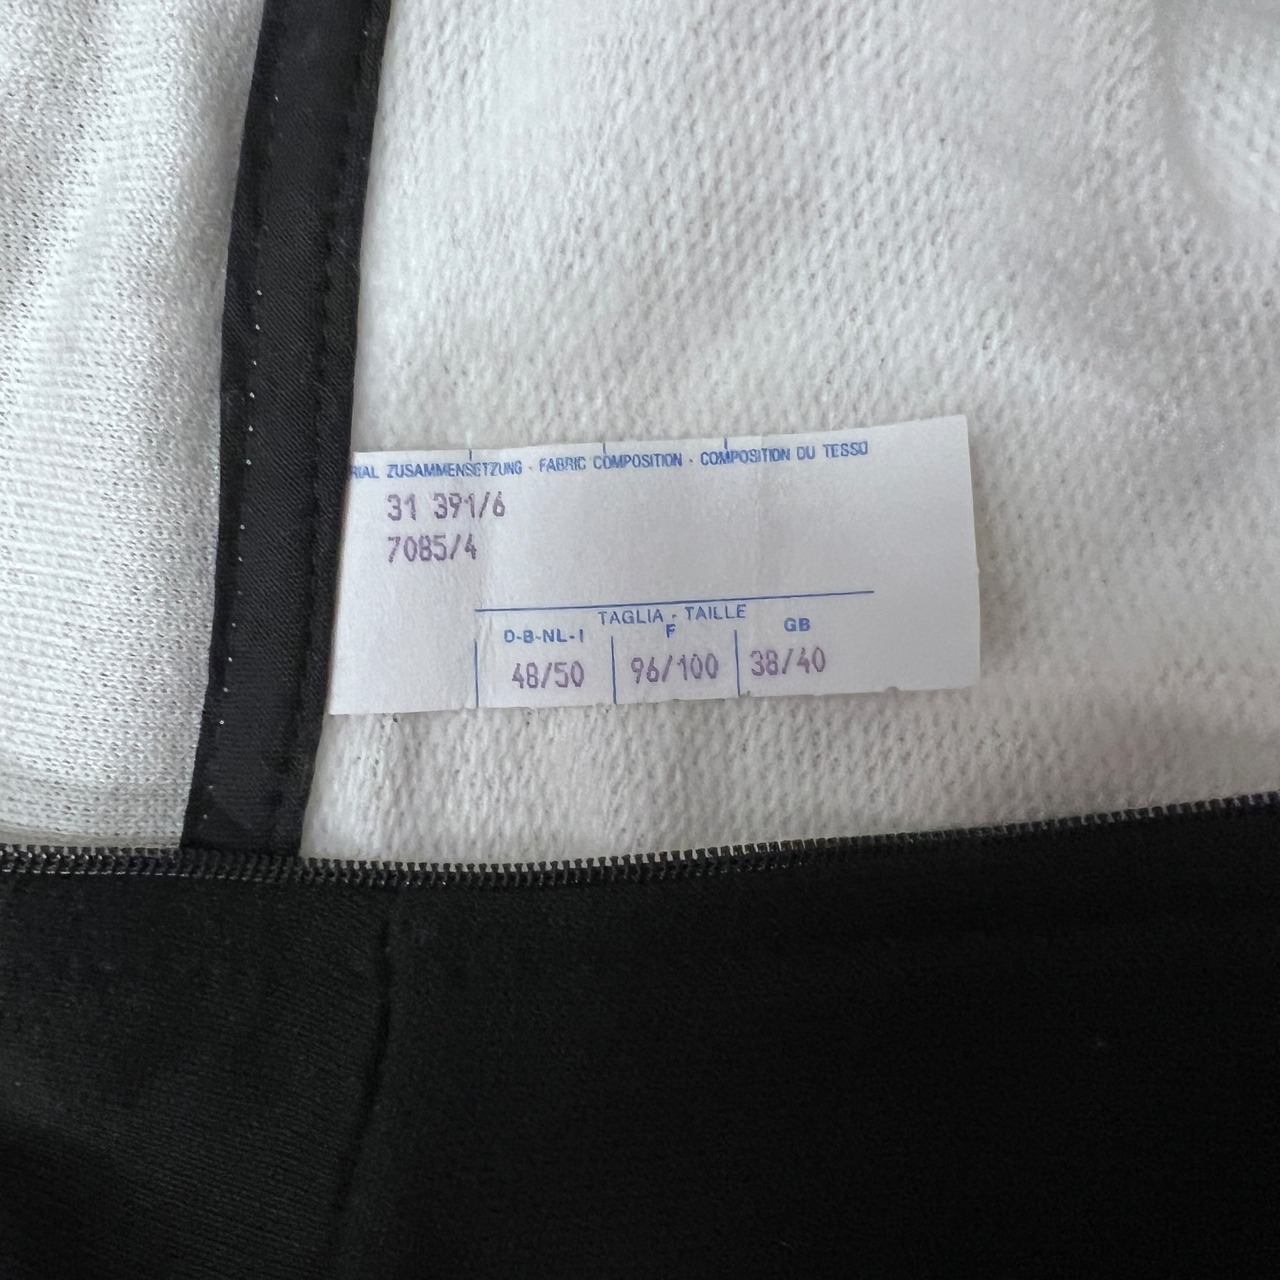 RIAL ZUSAMMENSETZUNG - FABRIC COMPOSITION - COMPOSITION DU TESSU
31 391/6
7085/4
TAGLIA - TAILLE
D-B-NL-I F GB
48/50 96/100 38/40